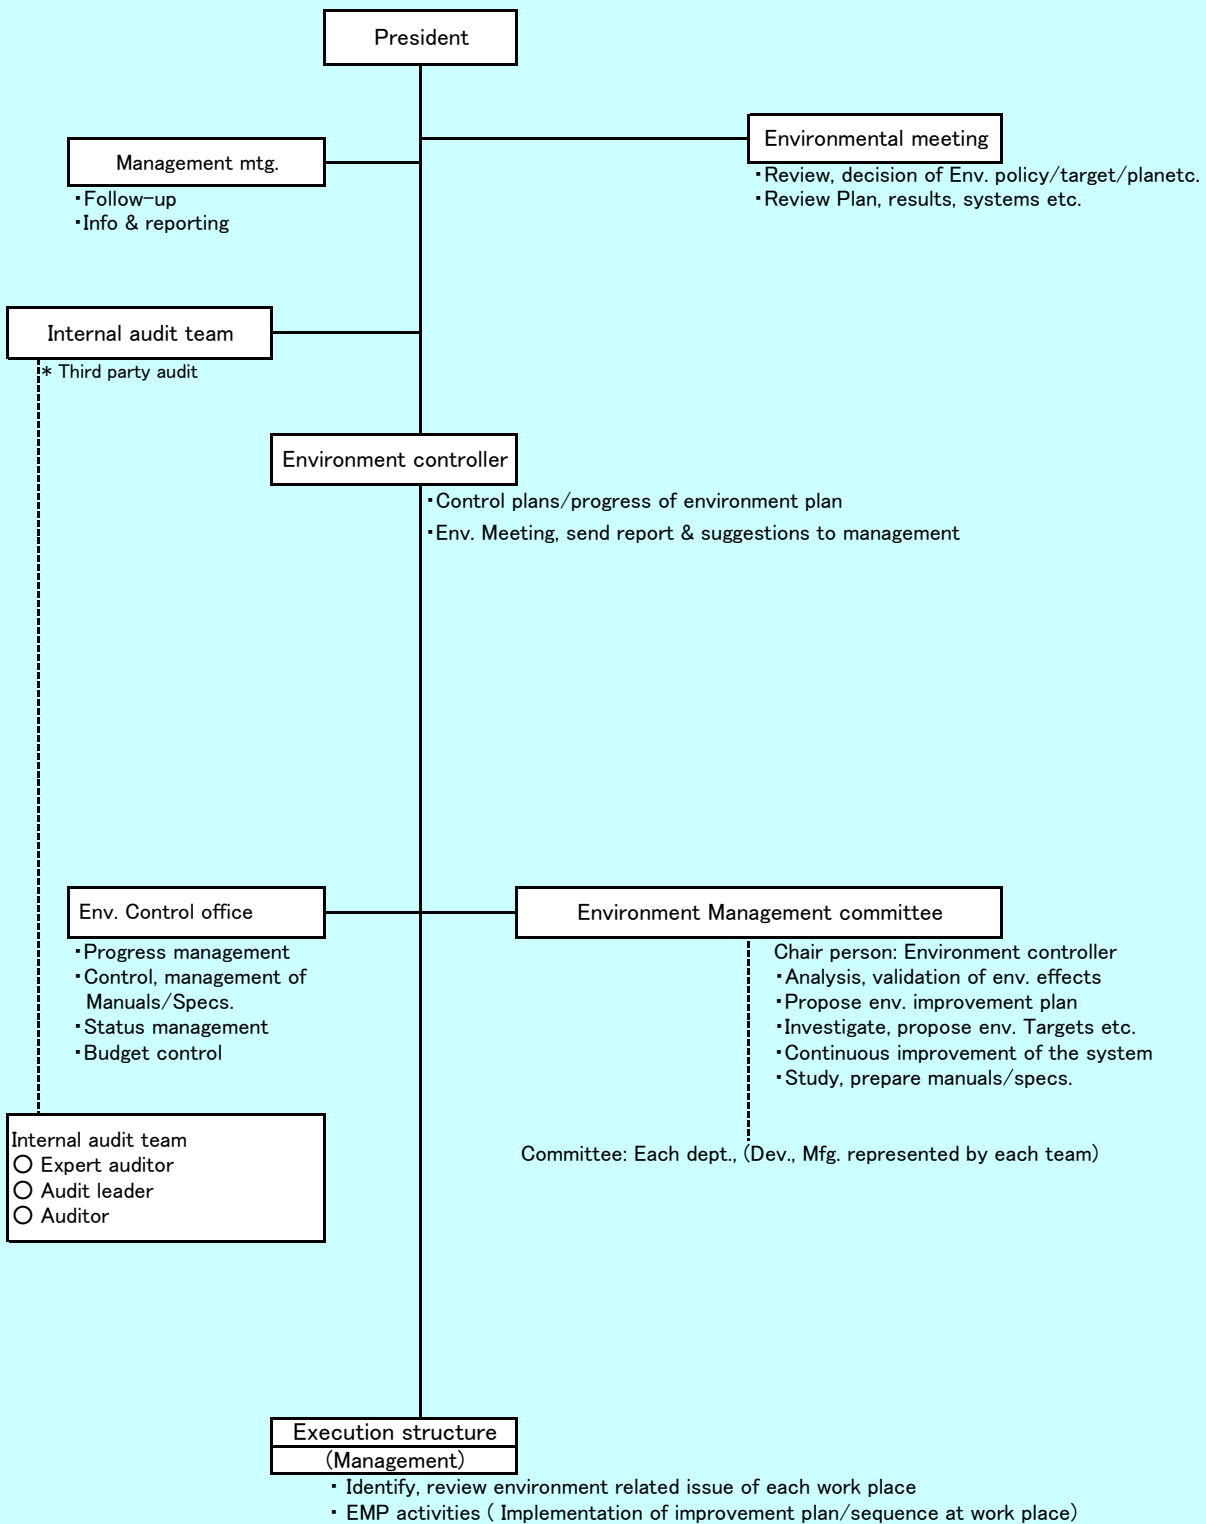 President
Environmental meeting
・Review, decision of Env. policy/target/planetc.
・Review Plan, results, systems etc.
Management mtg.
・Follow-up
・Info & reporting
Internal audit team
* Third party audit
Environment controller
・Control plans/progress of environment plan
・Env. Meeting, send report & suggestions to management
Env. Control office
・Progress management
・Control, management of
Manuals/Specs.
・Status management
・Budget control
Environment Management committee
Chair person: Environment controller
・Analysis, validation of env. effects
・Propose env. improvement plan
・Investigate, propose env. Targets etc.
・Continuous improvement of the system
・Study, prepare manuals/specs.
Committee: Each dept., (Dev., Mfg. represented by each team)
Internal audit team
○ Expert auditor
○ Audit leader
○ Auditor
Execution structure
(Management)
・ Identify, review environment related issue of each work place
・ EMP activities ( Implementation of improvement plan/sequence at work place)